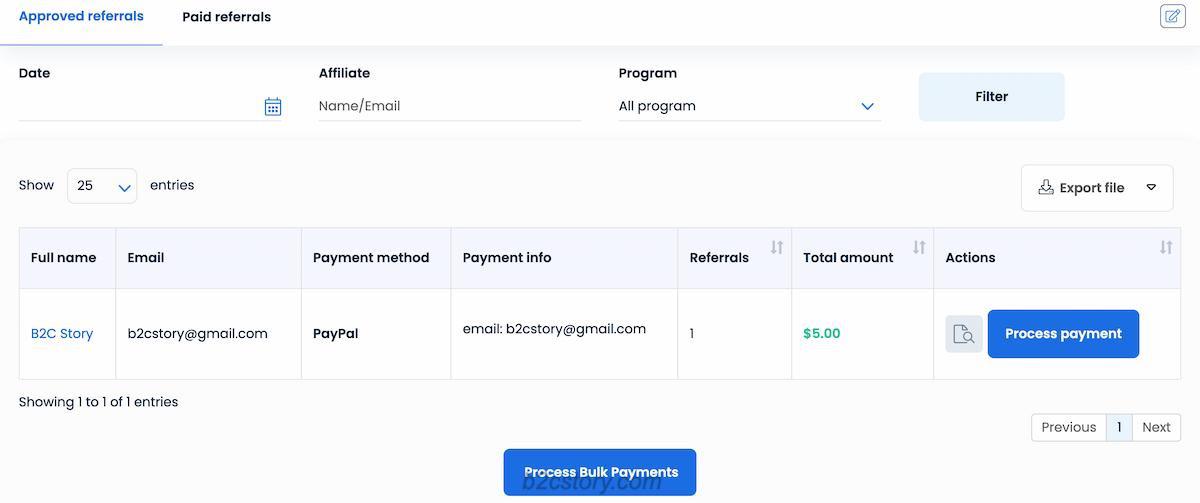 Approved referrals Paid referrals
Date Affiliate Program
Name/Email All program Filter
Show 25 entries Export file
Full name Email Payment method Payment info Referrals Total amount Actions
B2C Story b2cstory@gmail.com PayPal email: b2cstory@gmail.com 1 $5.00 Process payment
Showing 1 to 1 of 1 entries
Previous 1 Next
Process Bulk Payments
b2cstory.com